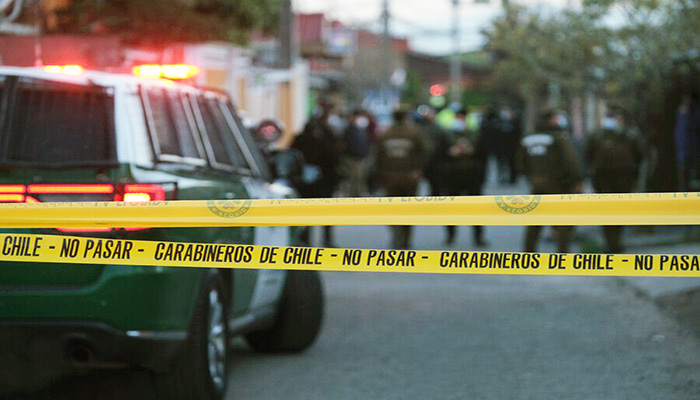 CHILE - NO PASAR - CARABINEROS DE CHILE - NO PASAR - CARABINEROS DE CHILE - NO PASA